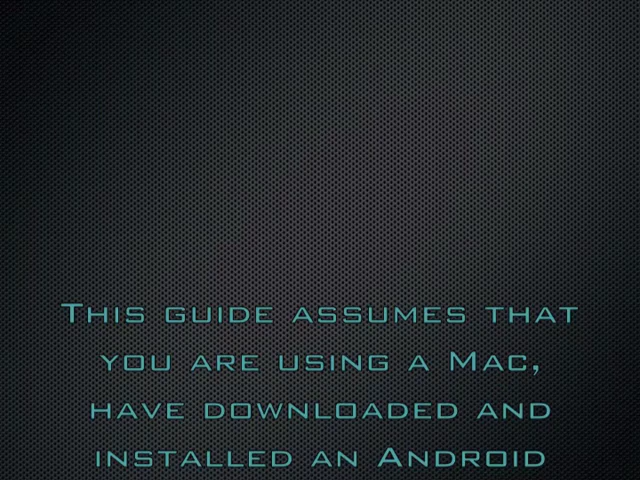 This guide assumes that
you are using a Mac,
have downloaded and
installed an Android